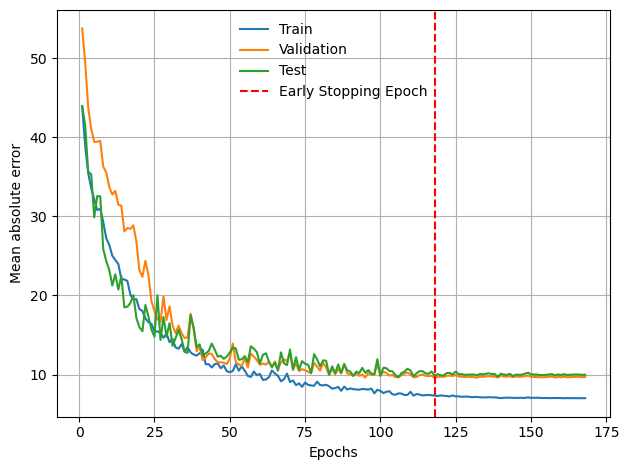 Train
Validation
Test
Early Stopping Epoch
50
40
30
20
10
Mean absolute error
0
25
50
75
100
125
150
175
Epochs